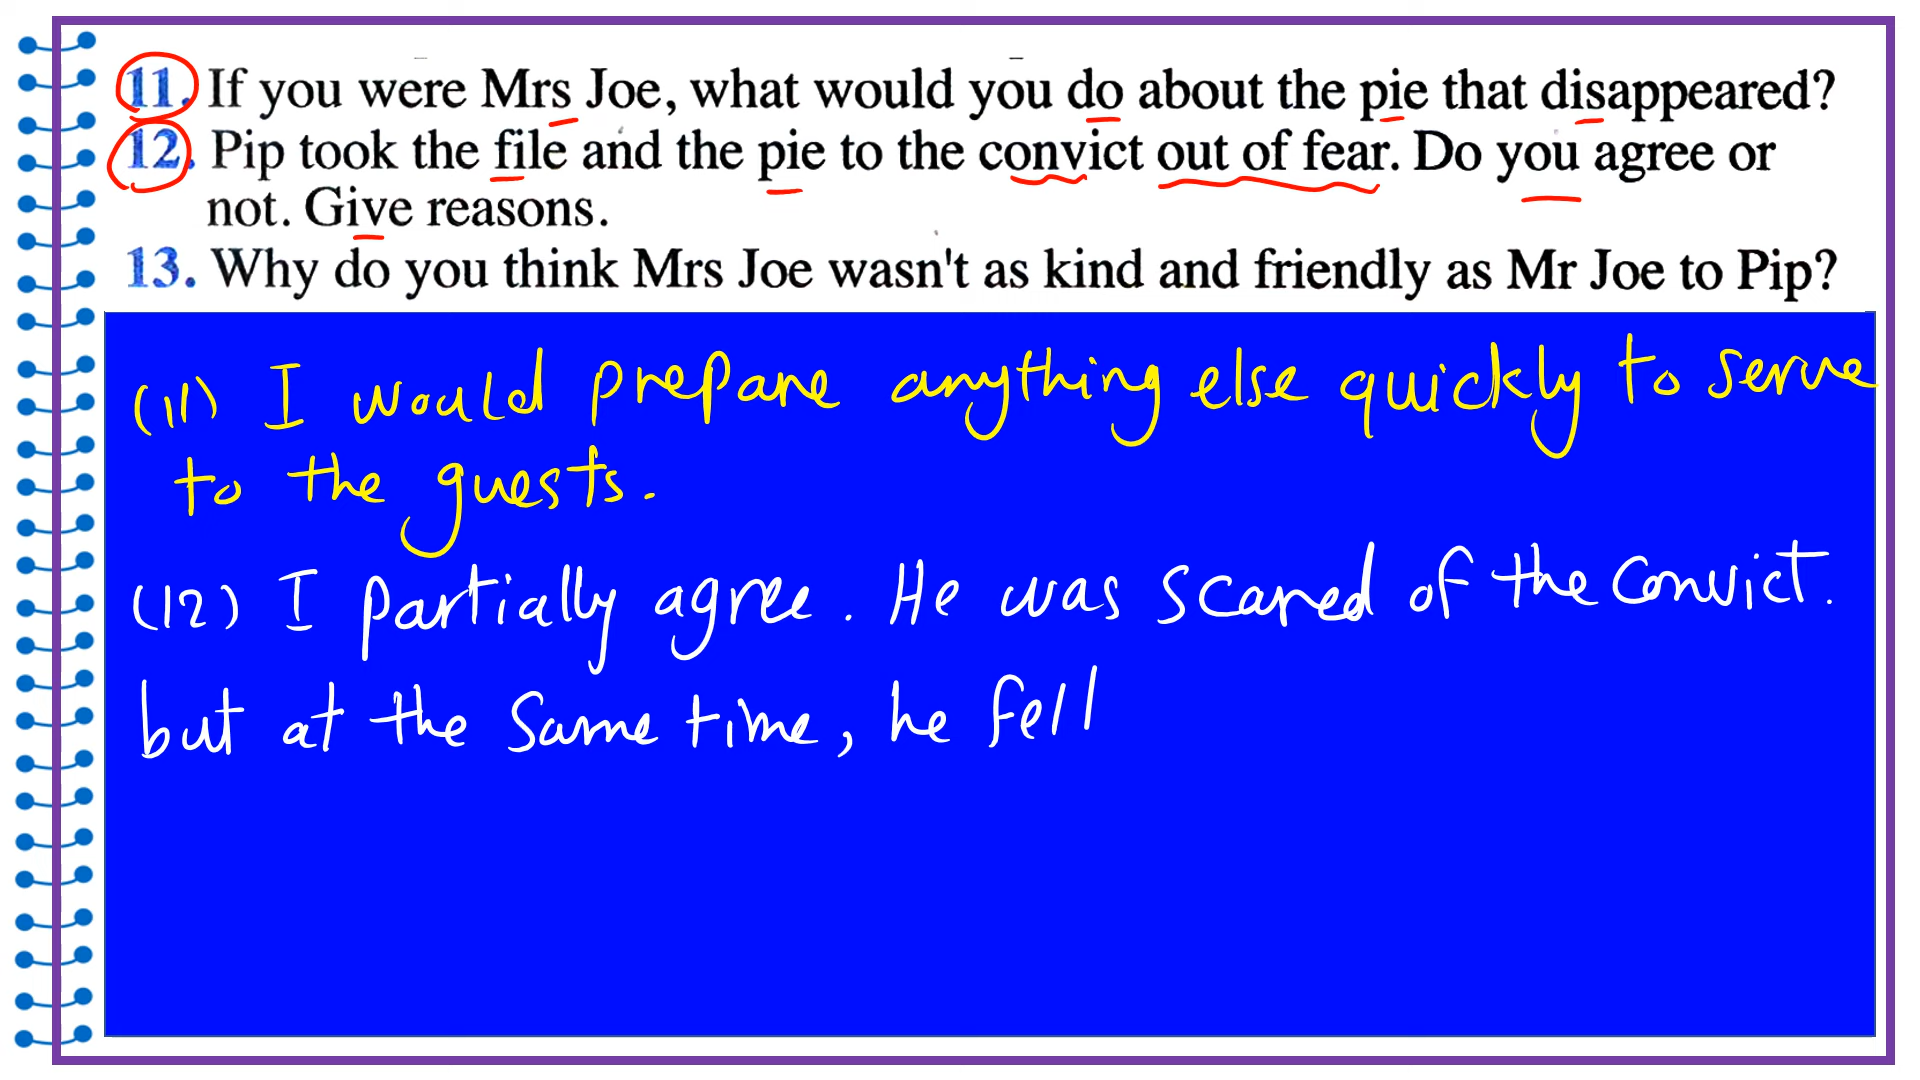 11. If you were Mrs Joe, what would you do about the pie that disappeared?
12. Pip took the file and the pie to the convict out of fear. Do you agree or
not. Give reasons.
13. Why do you think Mrs Joe wasn't as kind and friendly as Mr Joe to Pip?
(11) I would prepare anything else quickly to serve
to the guests.
(12) I partially agree. He was scared of the convict.
but at the same time, he fell